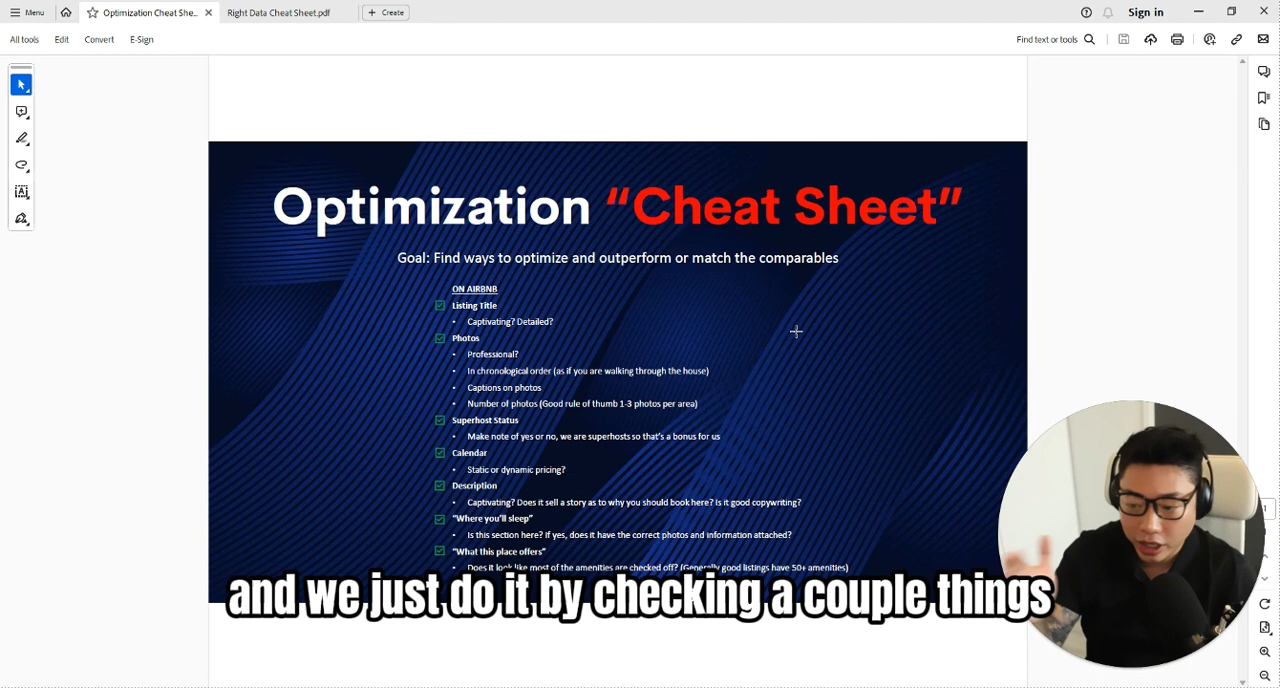 Menu
Optimization Cheat She...
Right Data Cheat Sheet.pdf
+ Create
Sign in
All tools
Edit
Convert
E-Sign
Find text or tools
Optimization “Cheat Sheet”
Goal: Find ways to optimize and outperform or match the comparables
ON AIRBNB
Listing Title
• Captivating? Detailed?
Photos
• Professional?
• In chronological order (as if you are walking through the house)
• Captions on photos
• Number of photos (Good rule of thumb 1-3 photos per area)
Superhost Status
• Make note of yes or no, we are superhosts so that's a bonus for us
Calendar
• Static or dynamic pricing?
Description
• Captivating? Does it sell a story as to why you should book here? Is it good copywriting?
“Where you'll sleep”
• Is this section here? If yes, does it have the correct photos and information attached?
“What this place offers”
• Does it look like most of the amenities are checked off? (Generally good listings have 50+ amenities)
and we just do it by checking a couple things